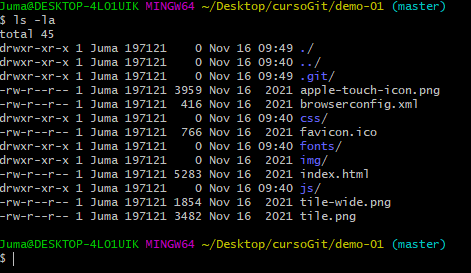 Juma@DESKTOP-4LO1UIK MINGW64 ~/Desktop/cursoGit/demo-01 (master)
$ ls -la
total 45
drwxr-xr-x 1 Juma 197121    0 Nov 16 09:49 ./
drwxr-xr-x 1 Juma 197121    0 Nov 16 09:40 ../
drwxr-xr-x 1 Juma 197121    0 Nov 16 09:49 .git/
-rw-r--r-- 1 Juma 197121 3959 Nov 16  2021 apple-touch-icon.png
-rw-r--r-- 1 Juma 197121  416 Nov 16  2021 browserconfig.xml
drwxr-xr-x 1 Juma 197121    0 Nov 16 09:40 css/
-rw-r--r-- 1 Juma 197121  766 Nov 16  2021 favicon.ico
drwxr-xr-x 1 Juma 197121    0 Nov 16 09:40 fonts/
drwxr-xr-x 1 Juma 197121    0 Nov 16 09:40 img/
-rw-r--r-- 1 Juma 197121 5283 Nov 16  2021 index.html
drwxr-xr-x 1 Juma 197121    0 Nov 16 09:40 js/
-rw-r--r-- 1 Juma 197121 1854 Nov 16  2021 tile-wide.png
-rw-r--r-- 1 Juma 197121 3482 Nov 16  2021 tile.png
Juma@DESKTOP-4LO1UIK MINGW64 ~/Desktop/cursoGit/demo-01 (master)
$